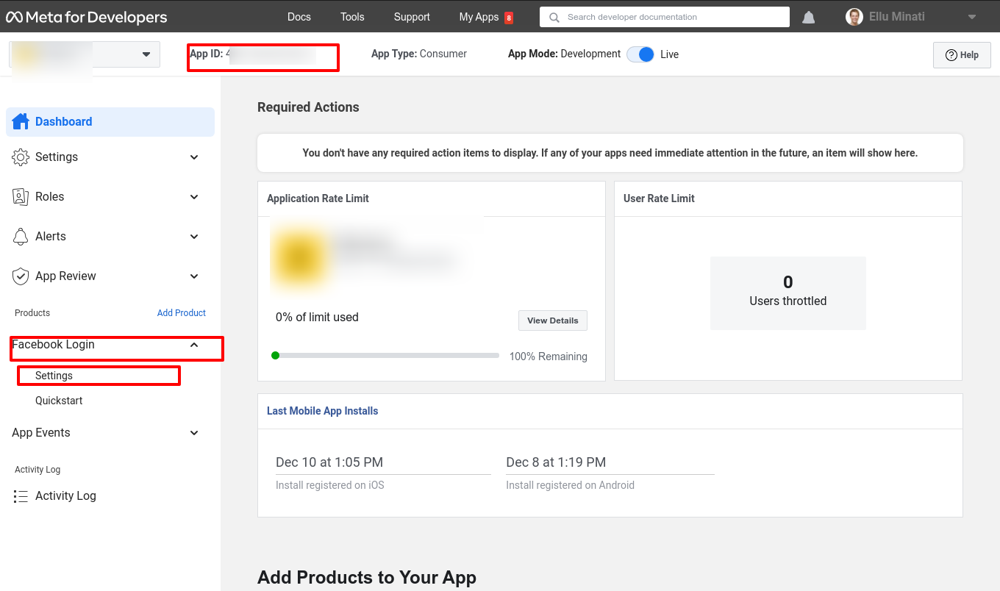 Meta for Developers Docs Tools Support My Apps 8 Search developer documentation Ellu Minati
App ID: 4 App Type: Consumer App Mode: Development Live Help
Dashboard
Settings
Roles
Alerts
App Review
Products Add Product
Facebook Login
Settings
Quickstart
App Events
Activity Log
Activity Log
Required Actions
You don't have any required action items to display. If any of your apps need immediate attention in the future, an item will show here.
Application Rate Limit
0% of limit used
View Details
100% Remaining
User Rate Limit
0
Users throttled
Last Mobile App Installs
Dec 10 at 1:05 PM Dec 8 at 1:19 PM
Install registered on iOS Install registered on Android
Add Products to Your App